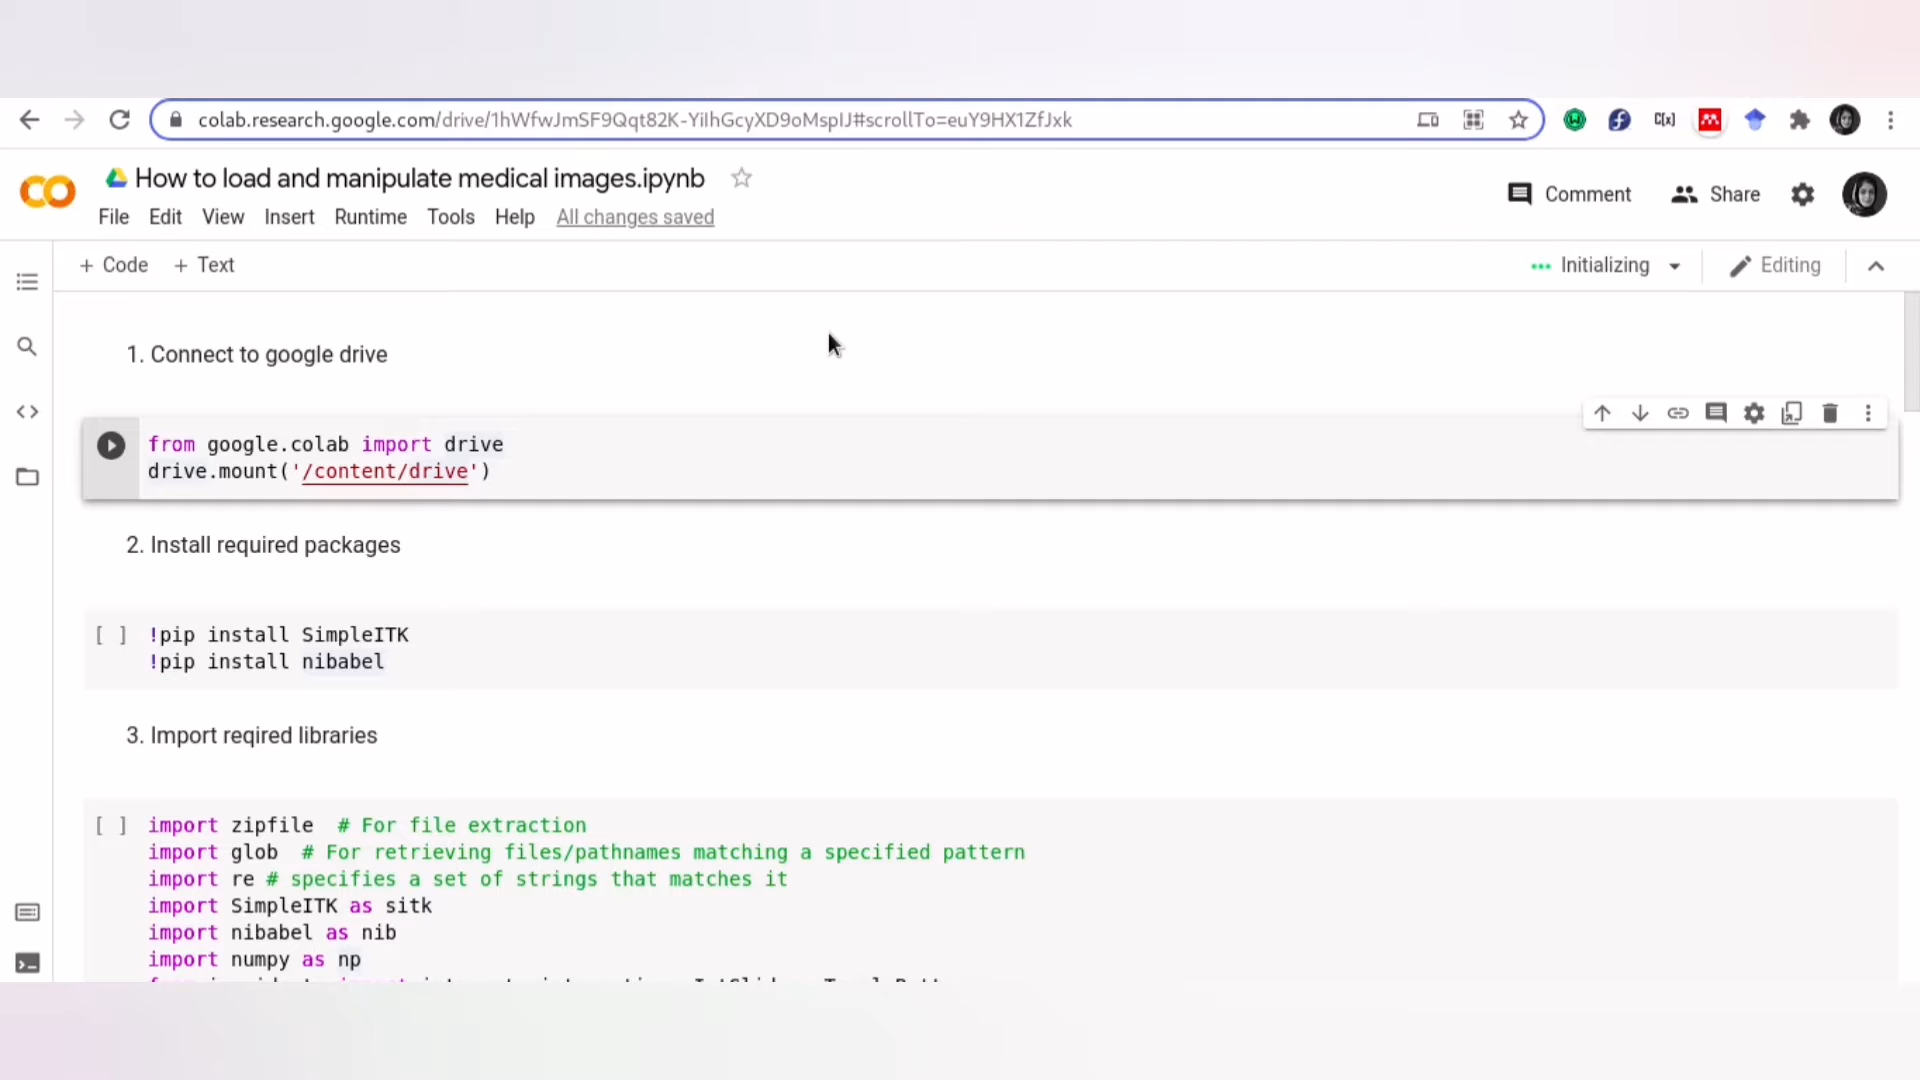 colab.research.google.com/drive/1hWfwJmSF9Qqt82K-YiIhGcyXD9oMspIJ#scrollTo=euY9HX1ZfJxk
How to load and manipulate medical images.ipynb
File Edit View Insert Runtime Tools Help All changes saved
Comment Share
+ Code + Text
Initializing
Editing
1. Connect to google drive
from google.colab import drive
drive.mount('/content/drive')
2. Install required packages
[ ] !pip install SimpleITK
!pip install nibabel
3. Import reqired libraries
[ ] import zipfile # For file extraction
import glob # For retrieving files/pathnames matching a specified pattern
import re # specifies a set of strings that matches it
import SimpleITK as sitk
import nibabel as nib
import numpy as np